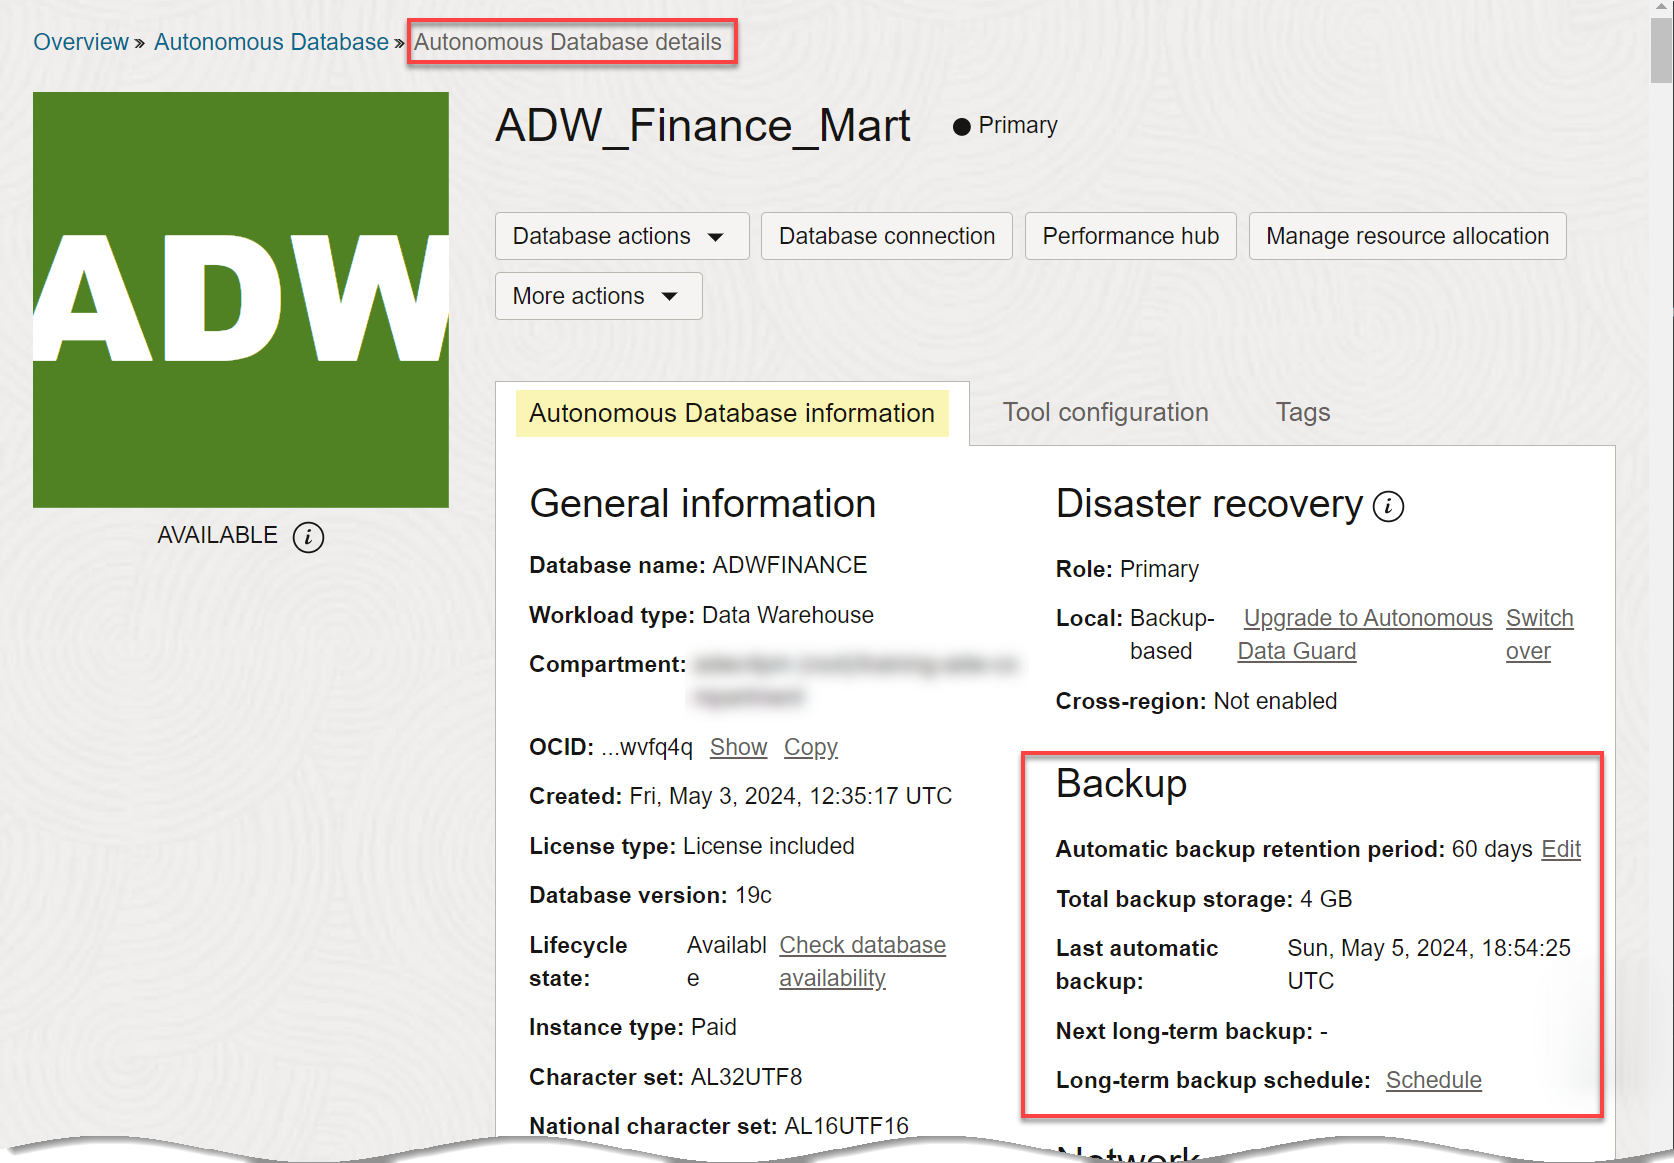 Overview » Autonomous Database » Autonomous Database details
ADW
AVAILABLE i
ADW_Finance_Mart ● Primary
Database actions Database connection Performance hub Manage resource allocation
More actions
Autonomous Database information Tool configuration Tags
General information
Database name: ADWFINANCE
Workload type: Data Warehouse
Compartment:
OCID: ...wvfq4q Show Copy
Created: Fri, May 3, 2024, 12:35:17 UTC
License type: License included
Database version: 19c
Lifecycle Availabl Check database
state: e availability
Instance type: Paid
Character set: AL32UTF8
National character set: AL16UTF16
Disaster recovery i
Role: Primary
Local: Backup- Upgrade to Autonomous Switch
based Data Guard over
Cross-region: Not enabled
Backup
Automatic backup retention period: 60 days Edit
Total backup storage: 4 GB
Last automatic Sun, May 5, 2024, 18:54:25
backup: UTC
Next long-term backup: -
Long-term backup schedule: Schedule
Network